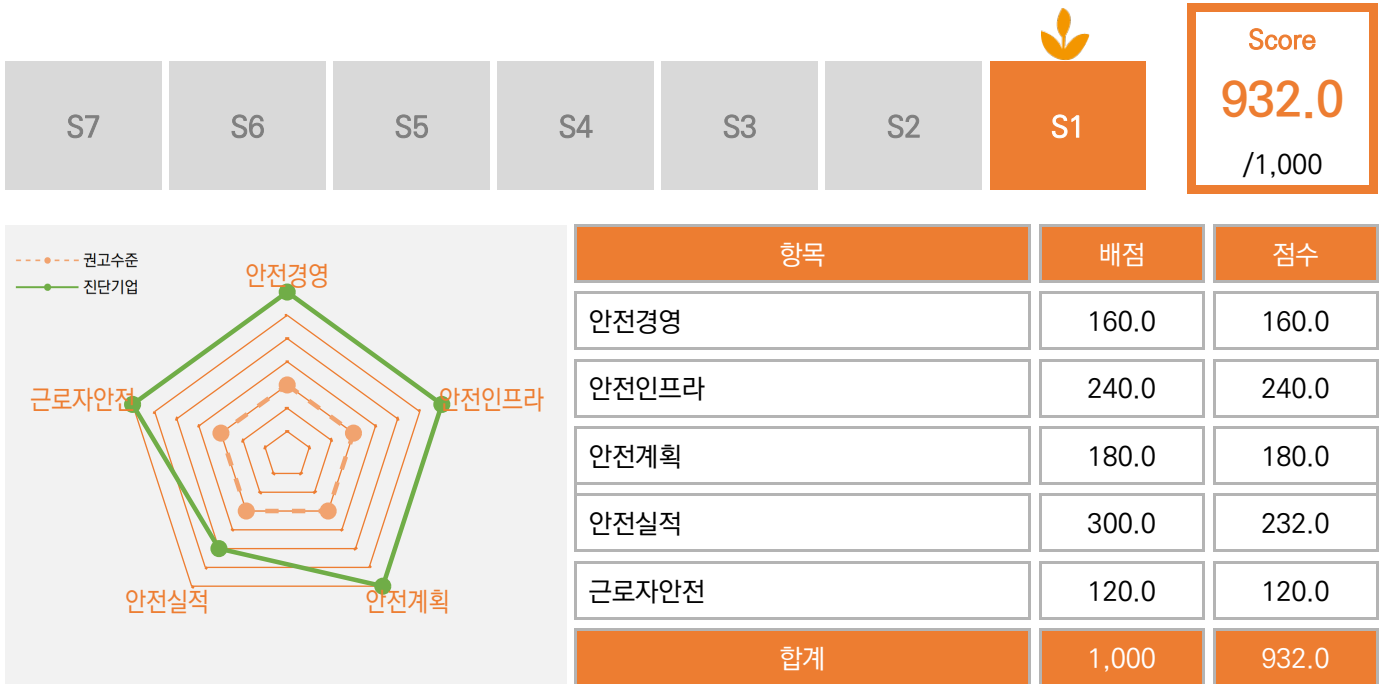 S7 S6 S5 S4 S3 S2 S1
Score
932.0
/1,000
권고수준
진단기업
안전경영
근로자안전
안전인프라
안전실적
안전계획
항목 배점 점수
안전경영 160.0 160.0
안전인프라 240.0 240.0
안전계획 180.0 180.0
안전실적 300.0 232.0
근로자안전 120.0 120.0
합계 1,000 932.0